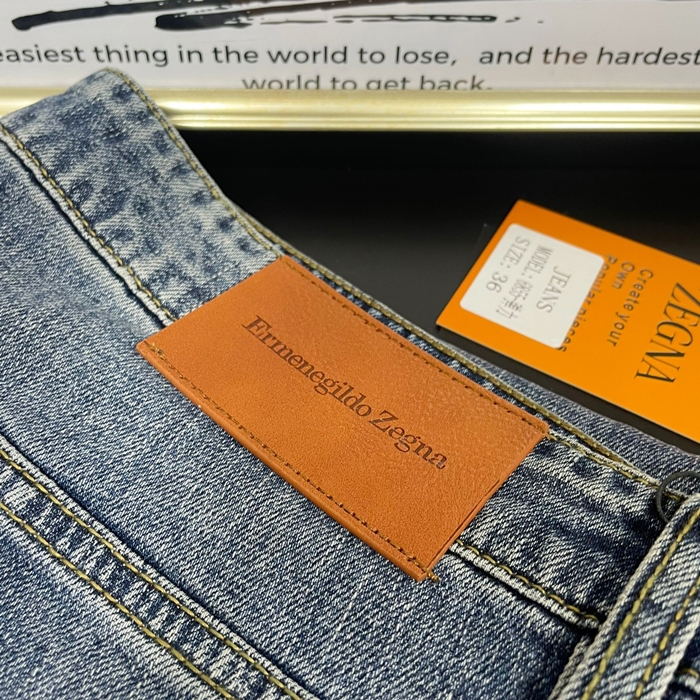 easiest thing in the world to lose, and the hardest
world to get back.
Ermenegildo Zegna
ZEGNA
Create your
Own
JEANS
SIZE: 36